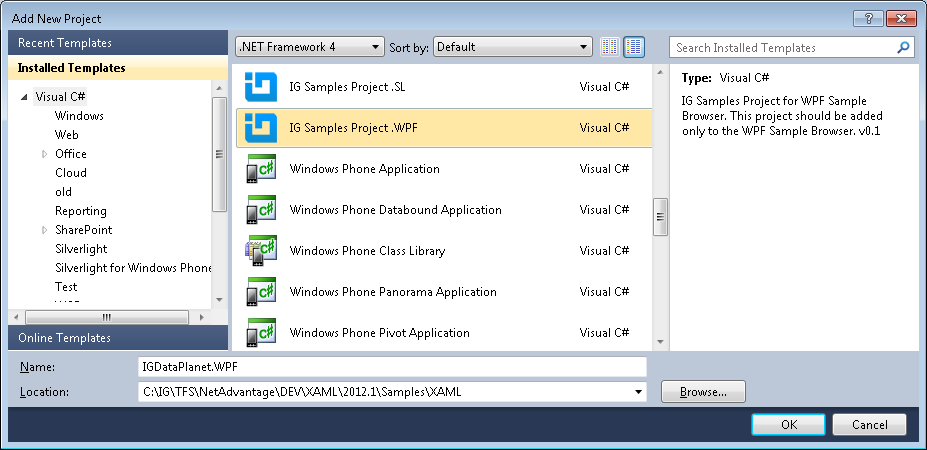 Add New Project
Recent Templates
Installed Templates
Visual C#
Windows
Web
Office
Cloud
old
Reporting
SharePoint
Silverlight
Silverlight for Windows Phone
Test
Online Templates
.NET Framework 4
Sort by: Default
IG Samples Project .SL Visual C#
IG Samples Project .WPF Visual C#
Windows Phone Application Visual C#
Windows Phone Databound Application Visual C#
Windows Phone Class Library Visual C#
Windows Phone Panorama Application Visual C#
Windows Phone Pivot Application Visual C#
Search Installed Templates
Type: Visual C#
IG Samples Project for WPF Sample
Browser. This project should be added
only to the WPF Sample Browser. v0.1
Name: IGDataPlanet.WPF
Location: C:\IG\TFS\NetAdvantage\DEV\XAML\2012.1\Samples\XAML
Browse...
OK Cancel